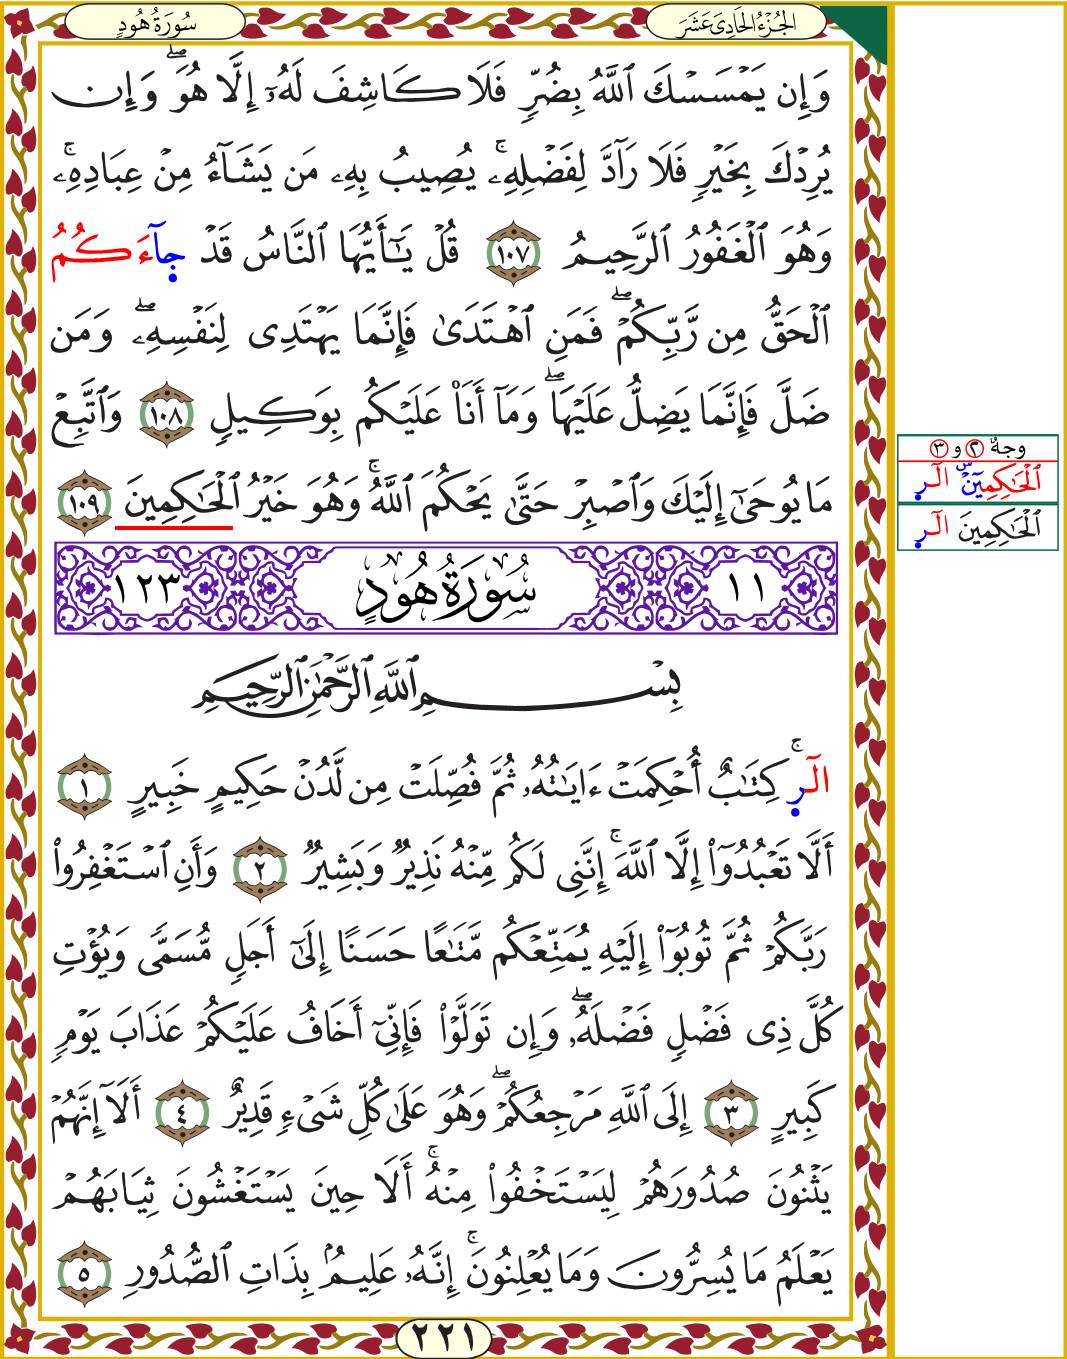 سُورَةُ هُودٍ
الجُزْءُ الحَادِىَ عَشَرَ
وَإِن يَمْسَسْكَ ٱللَّهُ بِضُرٍّ فَلَا كَاشِفَ لَهُۥٓ إِلَّا هُوَ ۖ وَإِن
يُرِدْكَ بِخَيْرٍ فَلَا رَآدَّ لِفَضْلِهِۦ ۚ يُصِيبُ بِهِۦ مَن يَشَآءُ مِنْ عِبَادِهِۦ ۚ
وَهُوَ ٱلْغَفُورُ ٱلرَّحِيمُ ١٠٧ قُلْ يَـٰٓأَيُّهَا ٱلنَّاسُ قَدْ جَآءَكُمُ
ٱلْحَقُّ مِن رَّبِّكُمْ ۖ فَمَنِ ٱهْتَدَىٰ فَإِنَّمَا يَهْتَدِى لِنَفْسِهِۦ ۖ وَمَن
ضَلَّ فَإِنَّمَا يَضِلُّ عَلَيْهَا ۖ وَمَآ أَنَا۠ عَلَيْكُم بِوَكِيلٍ ١٠٨ وَٱتَّبِعْ
مَا يُوحَىٰٓ إِلَيْكَ وَٱصْبِرْ حَتَّىٰ يَحْكُمَ ٱللَّهُ ۚ وَهُوَ خَيْرُ ٱلْحَـٰكِمِينَ ١٠٩
١١ سُورَةُ هُودٍ ١٢٣
بِسْمِ ٱللَّهِ ٱلرَّحْمَـٰنِ ٱلرَّحِيمِ
الٓرٖ ۚ كِتَـٰبٌ أُحْكِمَتْ ءَايَـٰتُهُۥ ثُمَّ فُصِّلَتْ مِن لَّدُنْ حَكِيمٍ خَبِيرٍ ١
أَلَّا تَعْبُدُوٓا۟ إِلَّا ٱللَّهَ ۚ إِنَّنِى لَكُم مِّنْهُ نَذِيرٌ وَبَشِيرٌ ٢ وَأَنِ ٱسْتَغْفِرُوا۟
رَبَّكُمْ ثُمَّ تُوبُوٓا۟ إِلَيْهِ يُمَتِّعْكُم مَّتَـٰعًا حَسَنًا إِلَىٰٓ أَجَلٍ مُّسَمًّى وَيُؤْتِ
كُلَّ ذِى فَضْلٍ فَضْلَهُۥ ۖ وَإِن تَوَلَّوْا۟ فَإِنِّىٓ أَخَافُ عَلَيْكُمْ عَذَابَ يَوْمٍ
كَبِيرٍ ٣ إِلَى ٱللَّهِ مَرْجِعُكُمْ ۖ وَهُوَ عَلَىٰ كُلِّ شَىْءٍ قَدِيرٌ ٤ أَلَآ إِنَّهُمْ
يَثْنُونَ صُدُورَهُمْ لِيَسْتَخْفُوا۟ مِنْهُ ۚ أَلَا حِينَ يَسْتَغْشُونَ ثِيَابَهُمْ
يَعْلَمُ مَا يُسِرُّونَ وَمَا يُعْلِنُونَ ۚ إِنَّهُۥ عَلِيمٌۢ بِذَاتِ ٱلصُّدُورِ ٥
٢٢١
وجهٌ ٢ و ٣
ٱلْحَـٰكِمِينَ ۜ الٓرٖ
ٱلْحَـٰكِمِينَ الٓرٖ